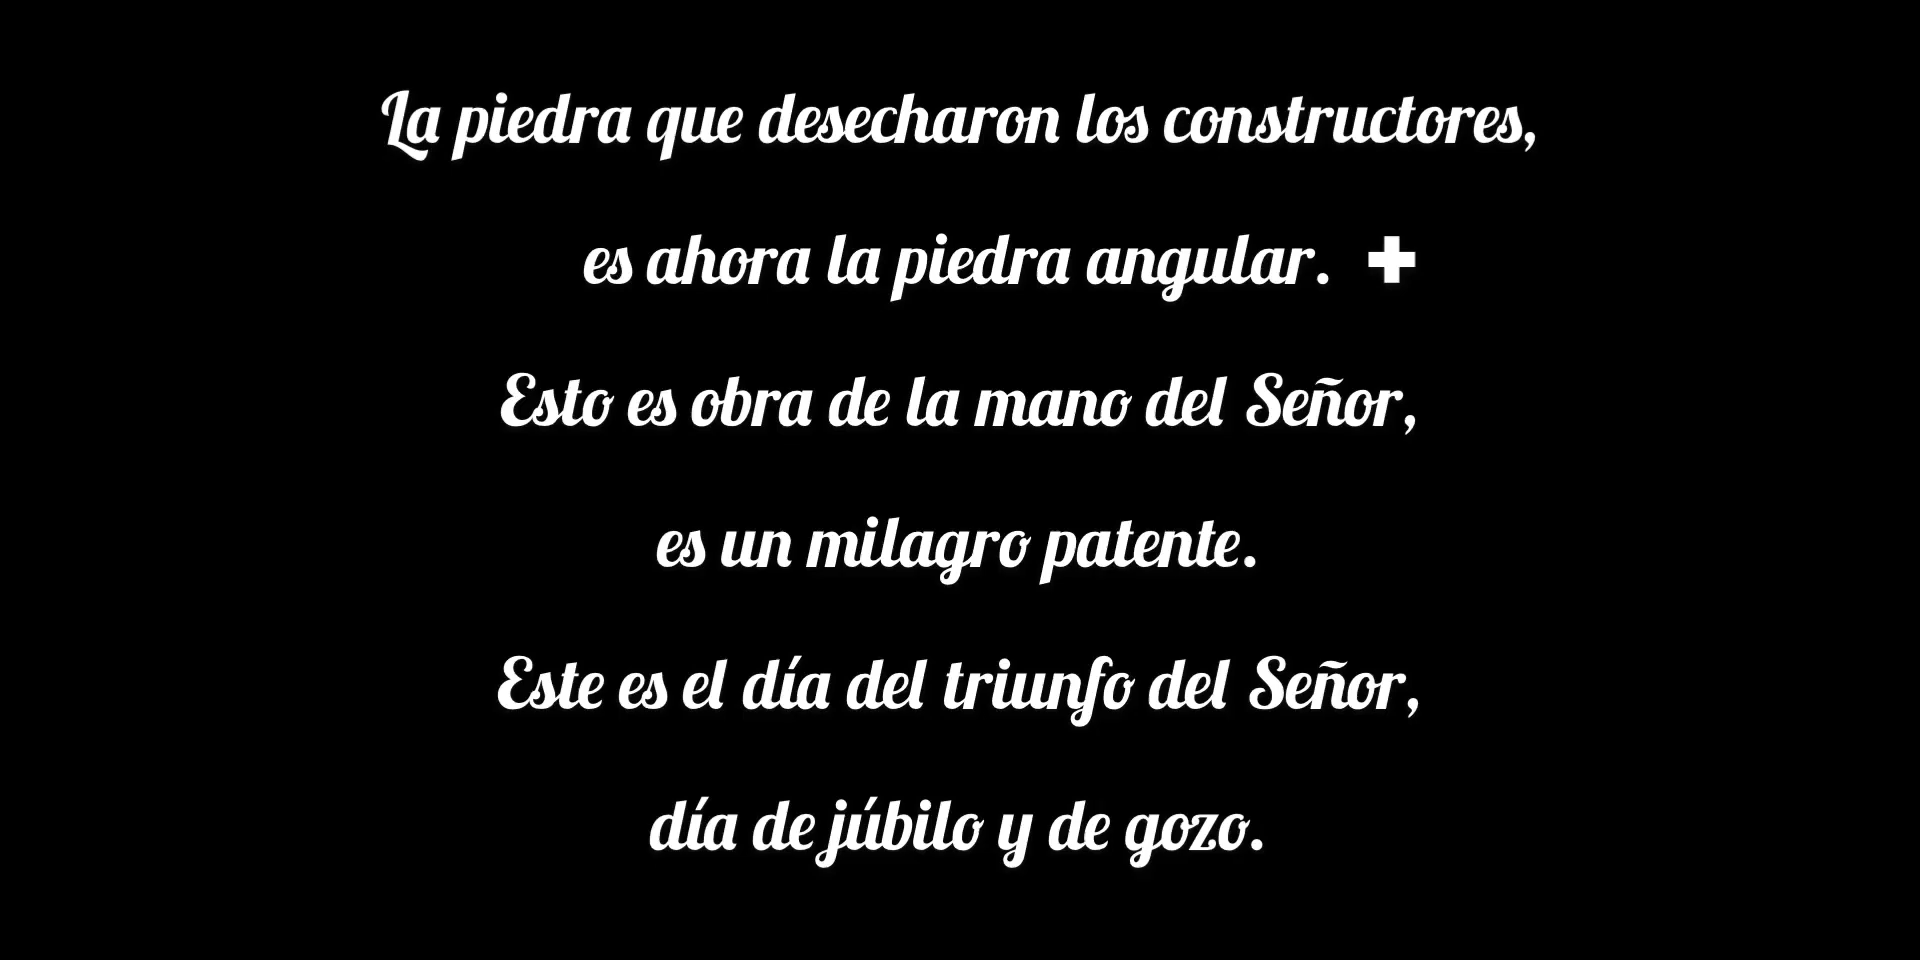 La piedra que desecharon los constructores,
es ahora la piedra angular. ✚
Esto es obra de la mano del Señor,
es un milagro patente.
Este es el día del triunfo del Señor,
día de júbilo y de gozo.